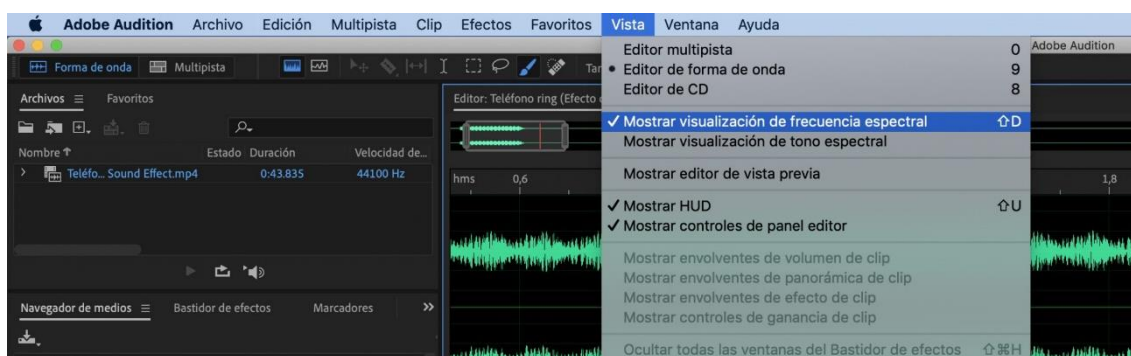 Adobe Audition Archivo Edición Multipista Clip Efectos Favoritos Vista Ventana Ayuda
Adobe Audition
Forma de onda Multipista Tar
Editor multipista 0
Editor de forma de onda 9
Editor de CD 8
Mostrar visualización de frecuencia espectral ⇧D
Mostrar visualización de tono espectral
Mostrar editor de vista previa
Mostrar HUD ⇧U
Mostrar controles de panel editor
Mostrar envolventes de volumen de clip
Mostrar envolventes de panorámica de clip
Mostrar envolventes de efecto de clip
Mostrar controles de ganancia de clip
Ocultar todas las ventanas del Bastidor de efectos ⇧⌘H
Archivos Favoritos
Editor: Teléfono ring (Efecto
Nombre Estado Duración Velocidad de...
Teléfo... Sound Effect.mp4 0:43.835 44100 Hz
hms 0,6 1,8
Navegador de medios Bastidor de efectos Marcadores